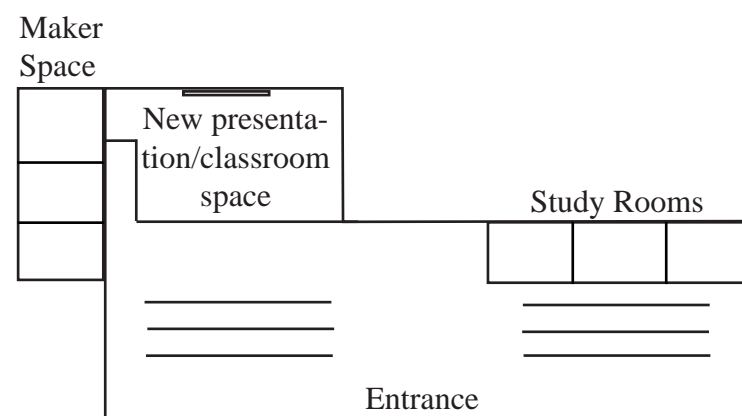 Maker
Space
New presenta-
tion/classroom
space
Study Rooms
Entrance